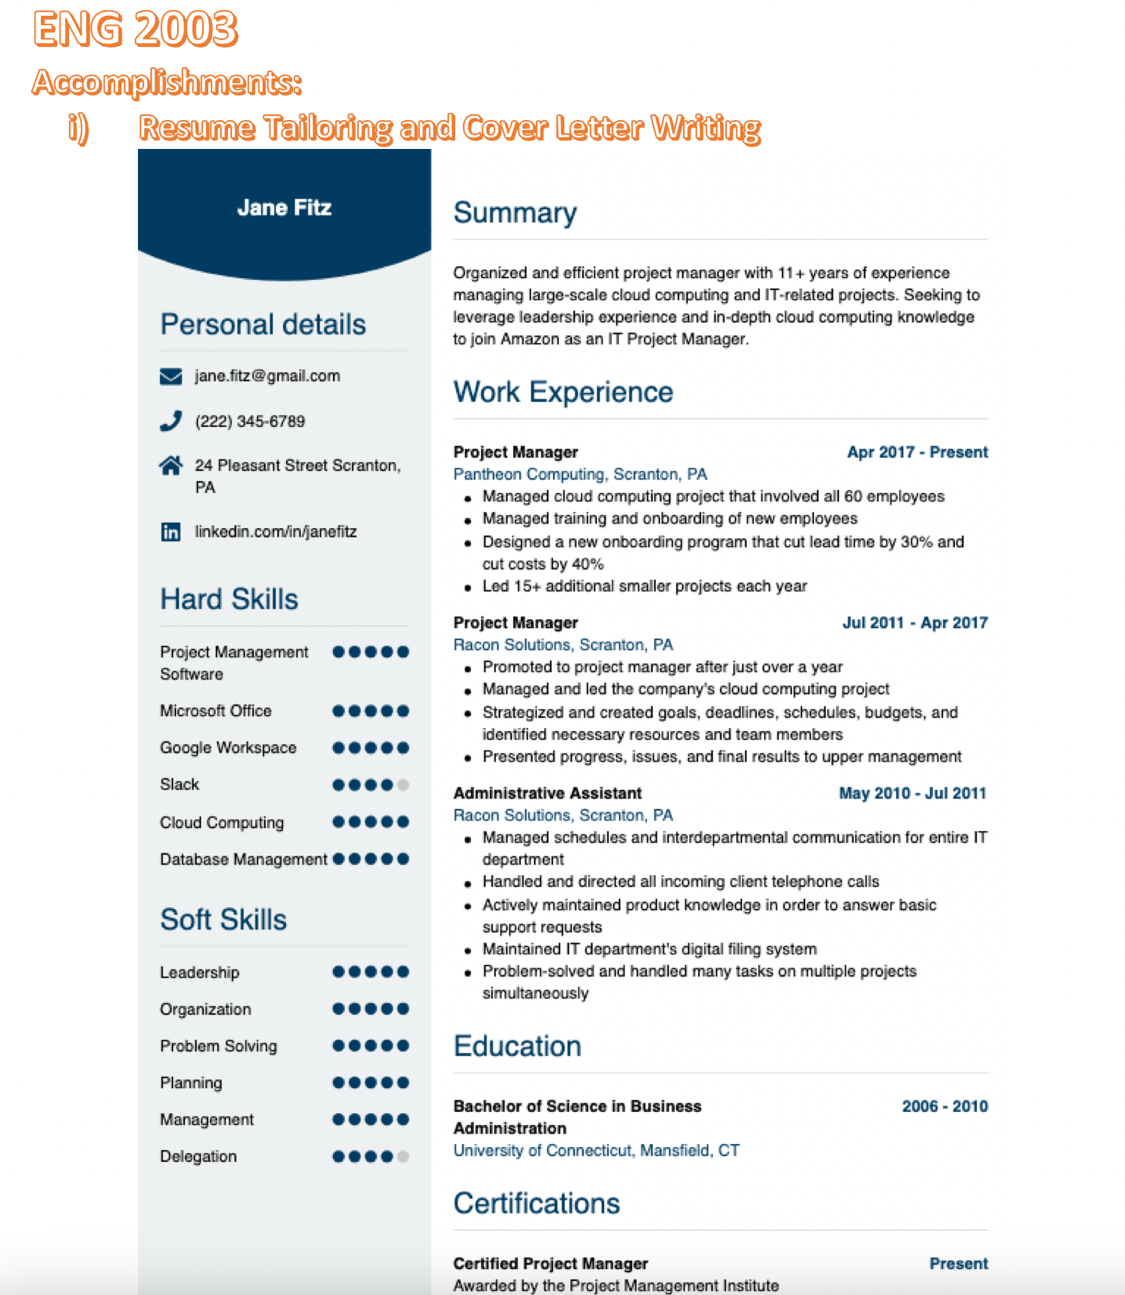 ENG 2003
Accomplishments:
i) Resume Tailoring and Cover Letter Writing
Jane Fitz
Personal details
jane.fitz@gmail.com
(222) 345-6789
24 Pleasant Street Scranton,
PA
in linkedin.com/in/janefitz
Hard Skills
Project Management
Software
Microsoft Office
Google Workspace
Slack
Cloud Computing
Database Management
Soft Skills
Leadership
Organization
Problem Solving
Planning
Management
Delegation
Summary
Organized and efficient project manager with 11+ years of experience
managing large-scale cloud computing and IT-related projects. Seeking to
leverage leadership experience and in-depth cloud computing knowledge
to join Amazon as an IT Project Manager.
Work Experience
Project Manager Apr 2017 - Present
Pantheon Computing, Scranton, PA
• Managed cloud computing project that involved all 60 employees
• Managed training and onboarding of new employees
• Designed a new onboarding program that cut lead time by 30% and
cut costs by 40%
• Led 15+ additional smaller projects each year
Project Manager Jul 2011 - Apr 2017
Racon Solutions, Scranton, PA
• Promoted to project manager after just over a year
• Managed and led the company's cloud computing project
• Strategized and created goals, deadlines, schedules, budgets, and
identified necessary resources and team members
• Presented progress, issues, and final results to upper management
Administrative Assistant May 2010 - Jul 2011
Racon Solutions, Scranton, PA
• Managed schedules and interdepartmental communication for entire IT
department
• Handled and directed all incoming client telephone calls
• Actively maintained product knowledge in order to answer basic
support requests
• Maintained IT department's digital filing system
• Problem-solved and handled many tasks on multiple projects
simultaneously
Education
Bachelor of Science in Business 2006 - 2010
Administration
University of Connecticut, Mansfield, CT
Certifications
Certified Project Manager Present
Awarded by the Project Management Institute